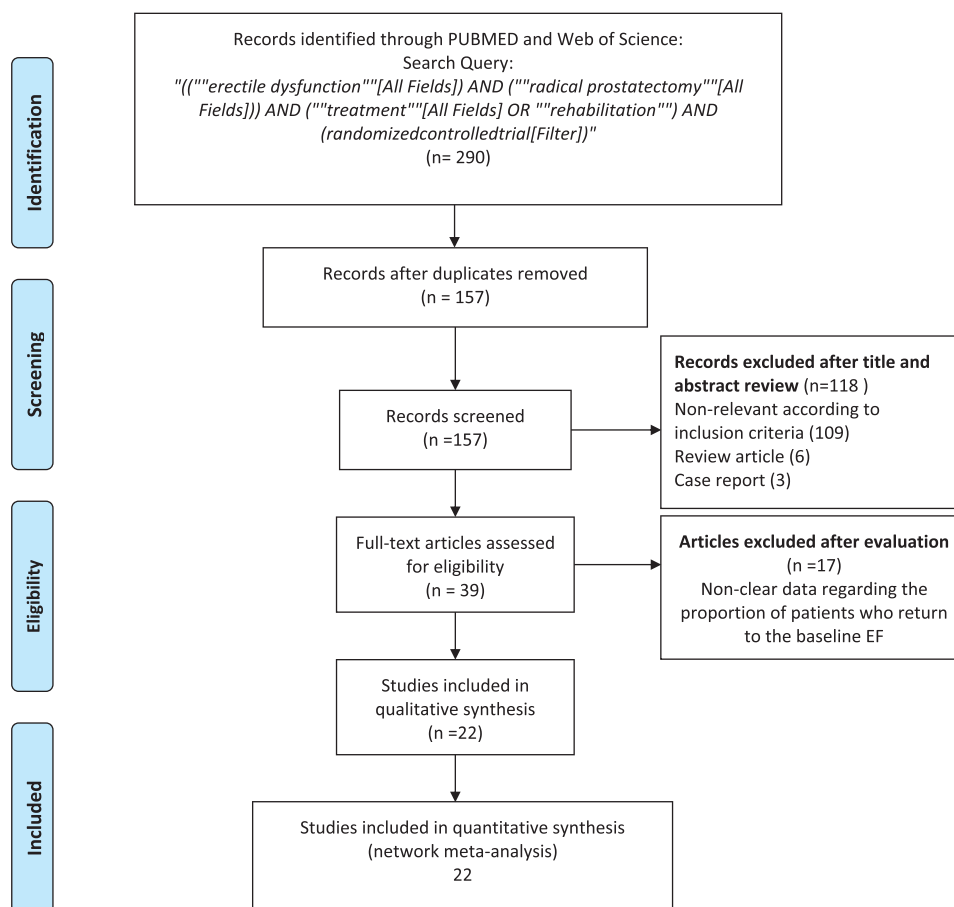 Identification
Records identified through PUBMED and Web of Science:
Search Query:
"((""erectile dysfunction""[All Fields]) AND (""radical prostatectomy""[All
Fields])) AND (""treatment""[All Fields] OR ""rehabilitation"") AND
(randomizedcontrolledtrial[Filter])"
(n= 290)
Records after duplicates removed
(n = 157)
Screening
Records screened
(n =157)
Records excluded after title and
abstract review (n=118 )
Non-relevant according to
inclusion criteria (109)
Review article (6)
Case report (3)
Eligibility
Full-text articles assessed
for eligibility
(n = 39)
Articles excluded after evaluation
(n =17)
Non-clear data regarding the
proportion of patients who return
to the baseline EF
Studies included in
qualitative synthesis
(n =22)
Included
Studies included in quantitative synthesis
(network meta-analysis)
22